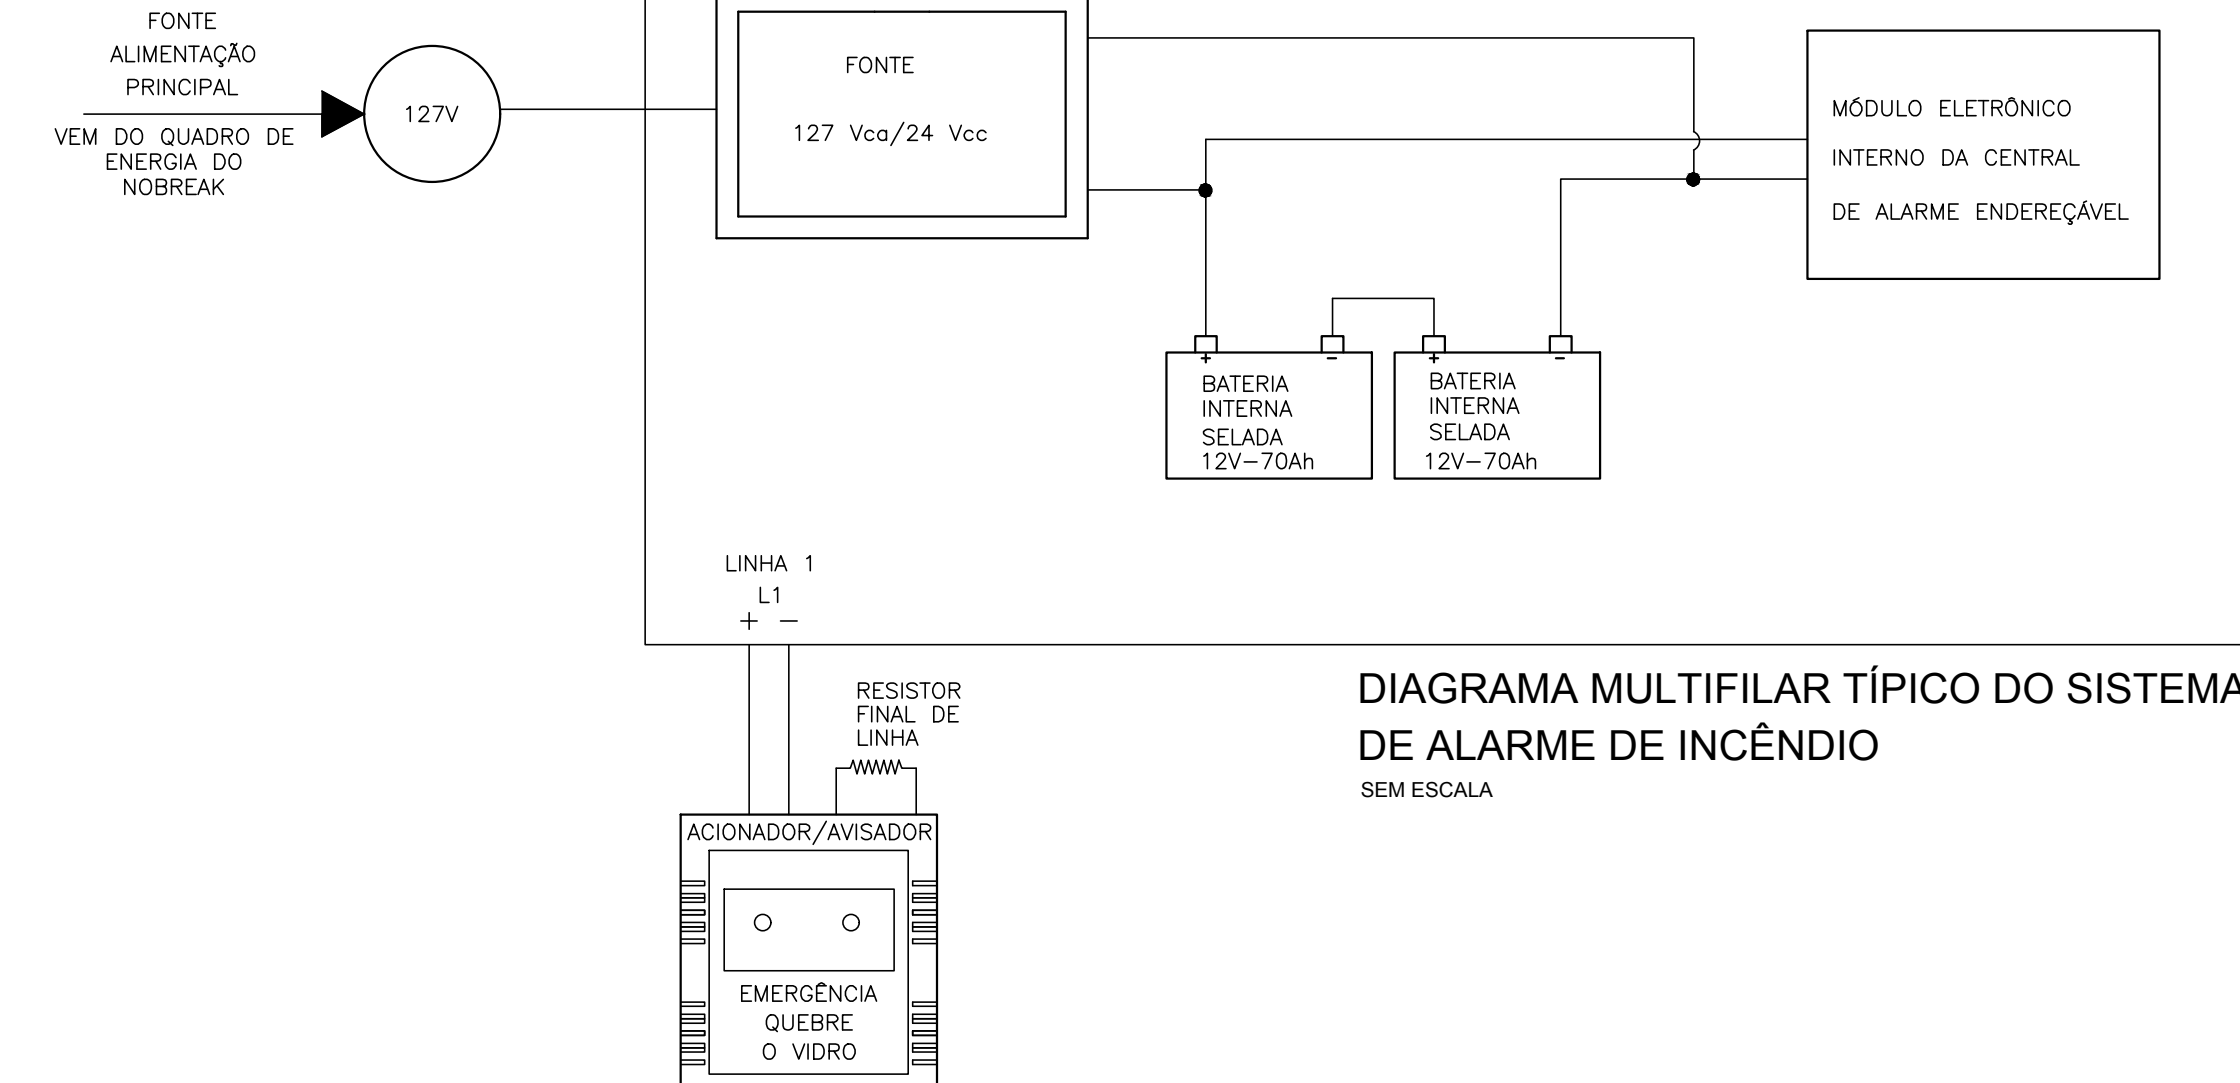 FONTE
ALIMENTAÇÃO
PRINCIPAL
VEM DO QUADRO DE
ENERGIA DO
NOBREAK
127V
FONTE
127 Vca/24 Vcc
MÓDULO ELETRÔNICO
INTERNO DA CENTRAL
DE ALARME ENDEREÇÁVEL
+ −
BATERIA
INTERNA
SELADA
12V−70Ah
+ −
BATERIA
INTERNA
SELADA
12V−70Ah
LINHA 1
L1
+ −
RESISTOR
FINAL DE
LINHA
DIAGRAMA MULTIFILAR TÍPICO DO SISTEMA
DE ALARME DE INCÊNDIO
SEM ESCALA
ACIONADOR/AVISADOR
EMERGÊNCIA
QUEBRE
O VIDRO